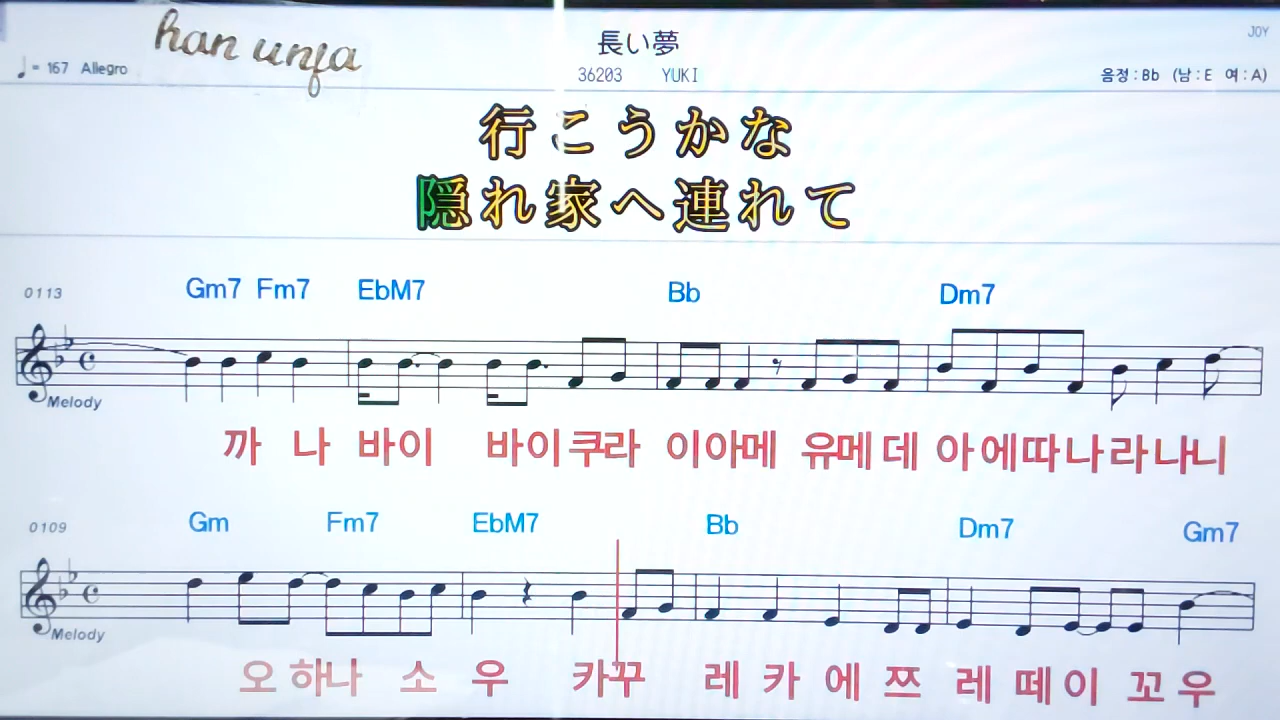 han unja
長い夢
JOY
♩= 167 Allegro
36203 YUKI
음정:Bb (남:E 여:A)
行こうかな
隠れ家へ連れて
0113
Gm7 Fm7 EbM7 Bb Dm7
Melody
까 나 바이 바이쿠라 이아메 유메 데 아에따나라나니
0109
Gm Fm7 EbM7 Bb Dm7 Gm7
Melody
오 하나 소 우 카꾸 레 카 에 쯔 레 떼이 꼬우